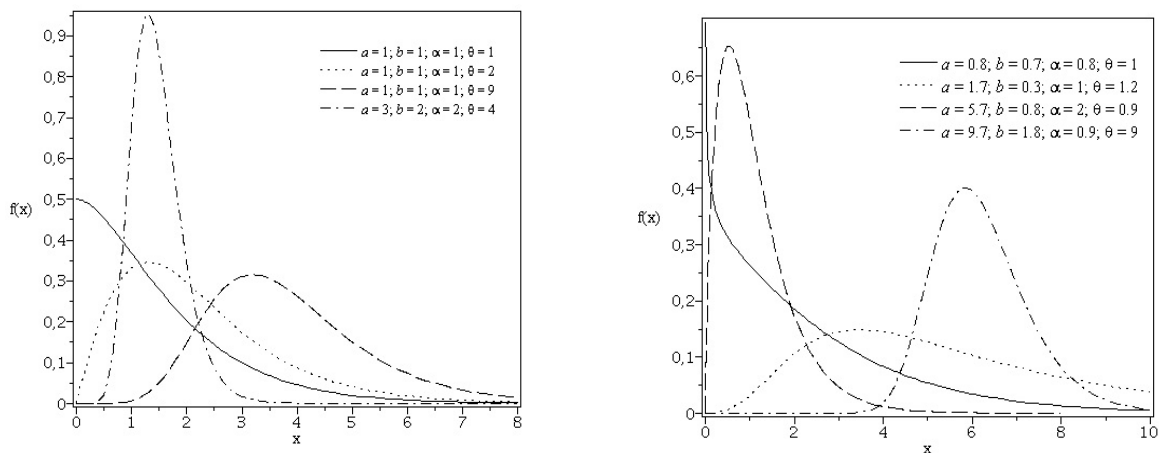 0,9
0,8
0,7
0,6
0,5
0,4
0,3
0,2
0,1
0
f(x)
a = 1; b = 1; α = 1; θ = 1
a = 1; b = 1; α = 1; θ = 2
a = 1; b = 1; α = 1; θ = 9
a = 3; b = 2; α = 2; θ = 4
0 1 2 3 4 5 6 7 8
x
0,6
0,5
0,4
0,3
0,2
0,1
0
f(x)
a = 0.8; b = 0.7; α = 0.8; θ = 1
a = 1.7; b = 0.3; α = 1; θ = 1.2
a = 5.7; b = 0.8; α = 2; θ = 0.9
a = 9.7; b = 1.8; α = 0.9; θ = 9
0 2 4 6 8 10
x